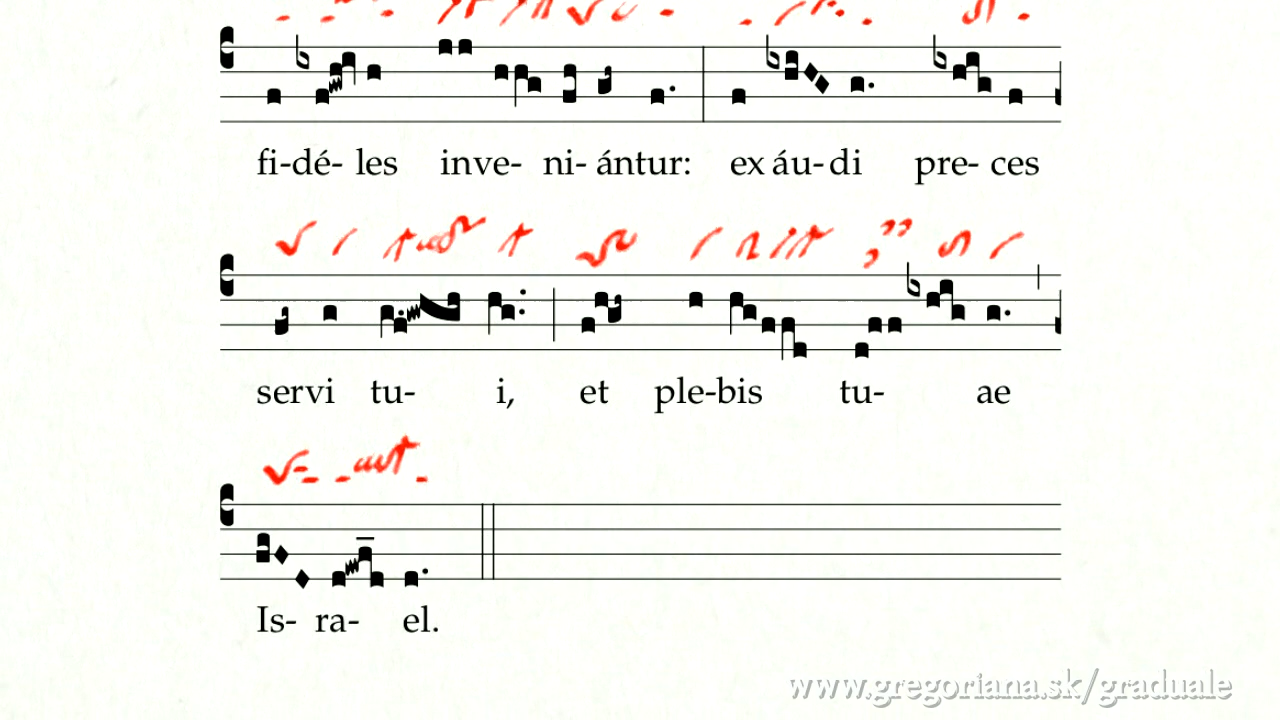 fi-dé- les inve- ni- ántur: ex áu-di pre- ces
servi tu- i, et ple-bis tu- ae
Is- ra- el.
www.gregoriana.sk/graduale